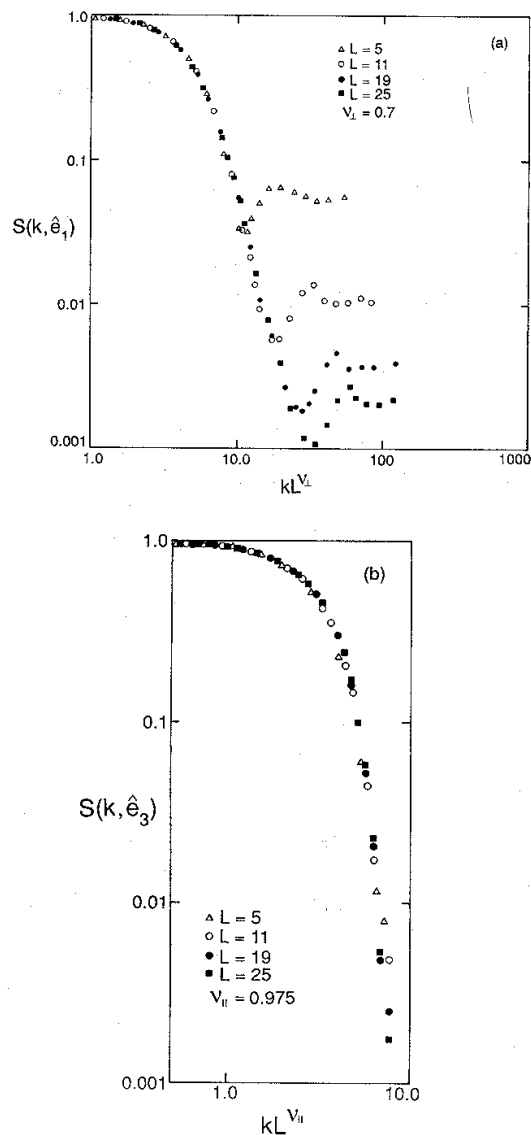 (a)
1.0
0.1
0.01
0.001
S(k, ê₁)
△ L = 5
○ L = 11
● L = 19
■ L = 25
ν⊥ = 0.7
1.0
10.0
100
1000
kL^ν⊥
(b)
1.0
0.1
0.01
0.001
S(k, ê₃)
△ L = 5
○ L = 11
● L = 19
■ L = 25
ν∥ = 0.975
1.0
10.0
kL^ν∥